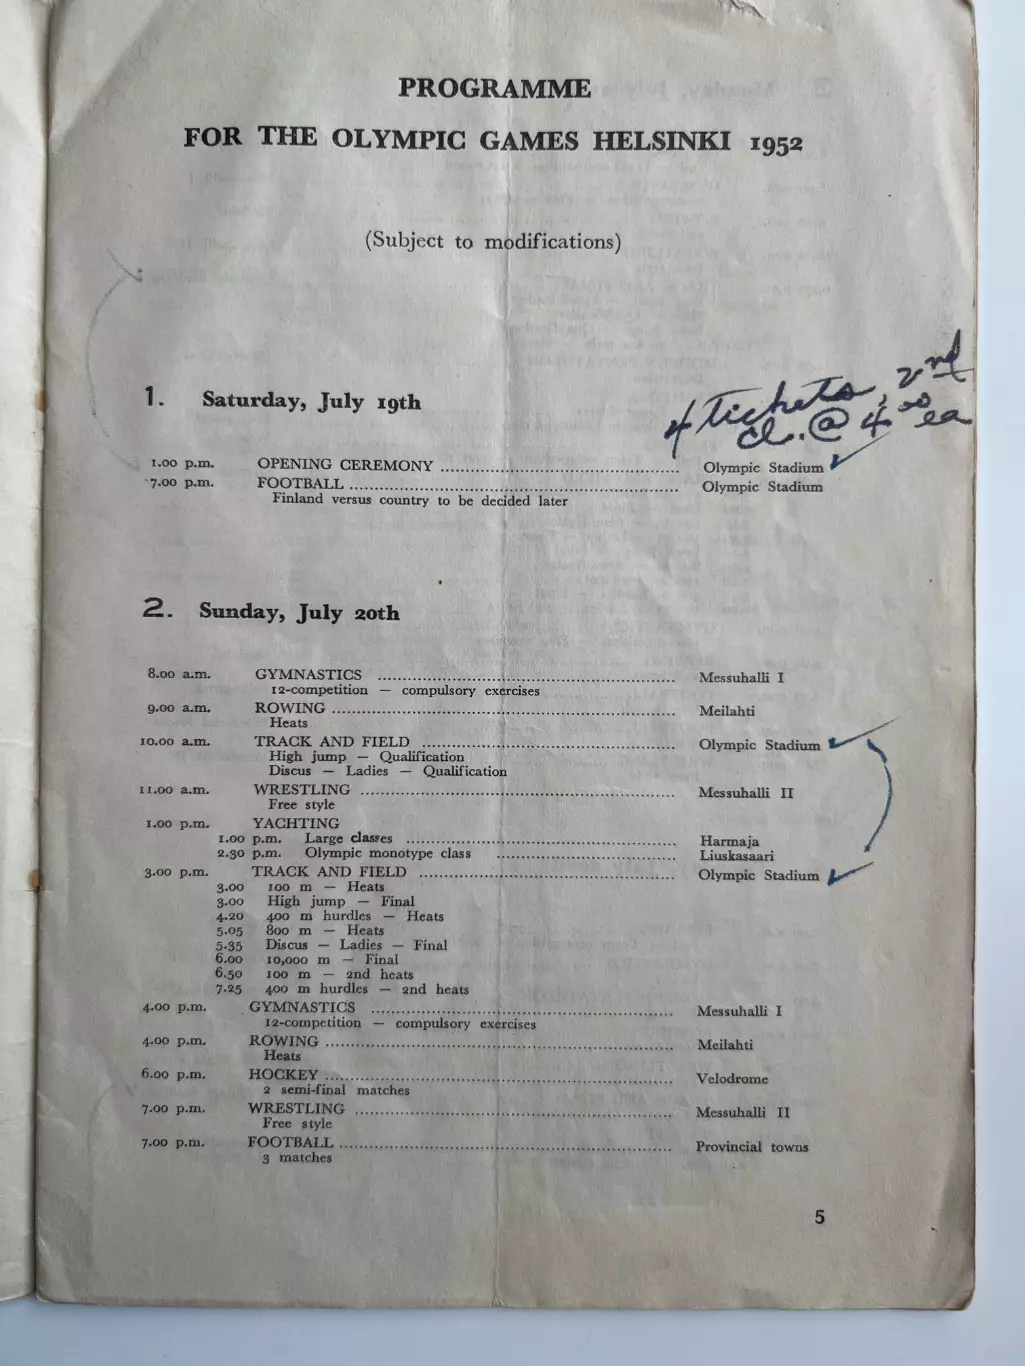 PROGRAMME
FOR THE OLYMPIC GAMES HELSINKI 1952
(Subject to modifications)
4 tickets, 2nd
cl. @ 4.00 ea
1. Saturday, July 19th
1.00 p.m. OPENING CEREMONY ........ Olympic Stadium
7.00 p.m. FOOTBALL ........ Olympic Stadium
Finland versus country to be decided later
2. Sunday, July 20th
8.00 a.m. GYMNASTICS ........ Messuhalli I
12-competition — compulsory exercises
9.00 a.m. ROWING ........ Meilahti
Heats
10.00 a.m. TRACK AND FIELD ........ Olympic Stadium
High jump — Qualification
Discus — Ladies — Qualification
11.00 a.m. WRESTLING ........ Messuhalli II
Free style
1.00 p.m. YACHTING
1.00 p.m. Large classes ........ Harmaja
2.30 p.m. Olympic monotype class ........ Liuskasaari
3.00 p.m. TRACK AND FIELD ........ Olympic Stadium
3.00 100 m — Heats
3.00 High jump — Final
4.20 400 m hurdles — Heats
5.05 800 m — Heats
5.35 Discus — Ladies — Final
6.00 10,000 m — Final
6.50 100 m — 2nd heats
7.25 400 m hurdles — 2nd heats
4.00 p.m. GYMNASTICS ........ Messuhalli I
12-competition — compulsory exercises
4.00 p.m. ROWING ........ Meilahti
Heats
6.00 p.m. HOCKEY ........ Velodrome
2 semi-final matches
7.00 p.m. WRESTLING ........ Messuhalli II
Free style
7.00 p.m. FOOTBALL ........ Provincial towns
3 matches
5